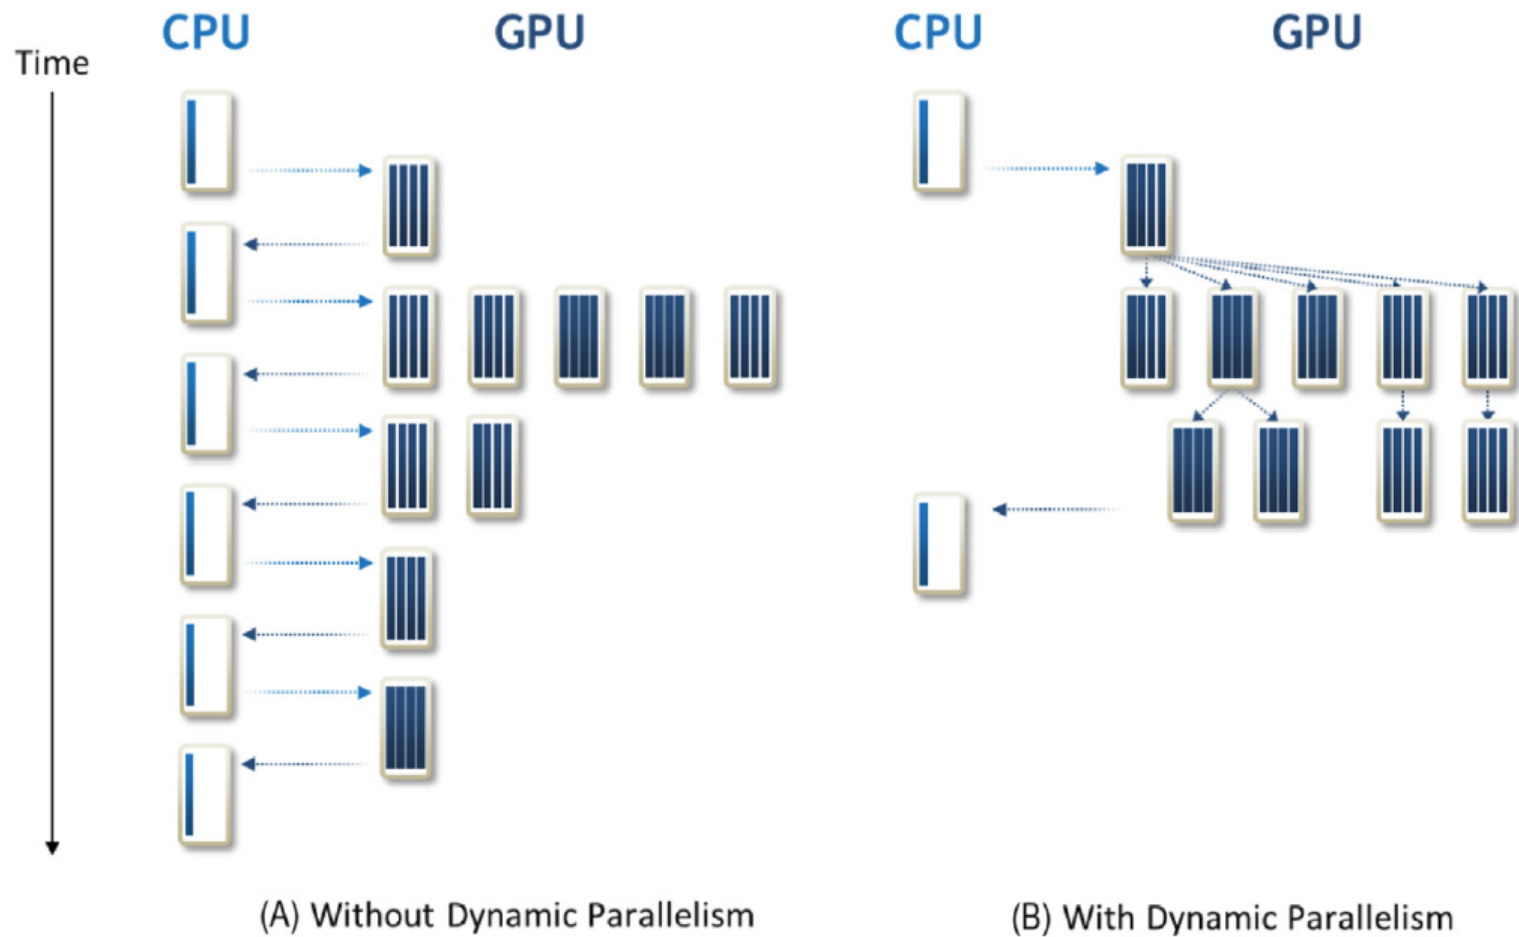 CPU
GPU
CPU
GPU
Time
(A) Without Dynamic Parallelism
(B) With Dynamic Parallelism